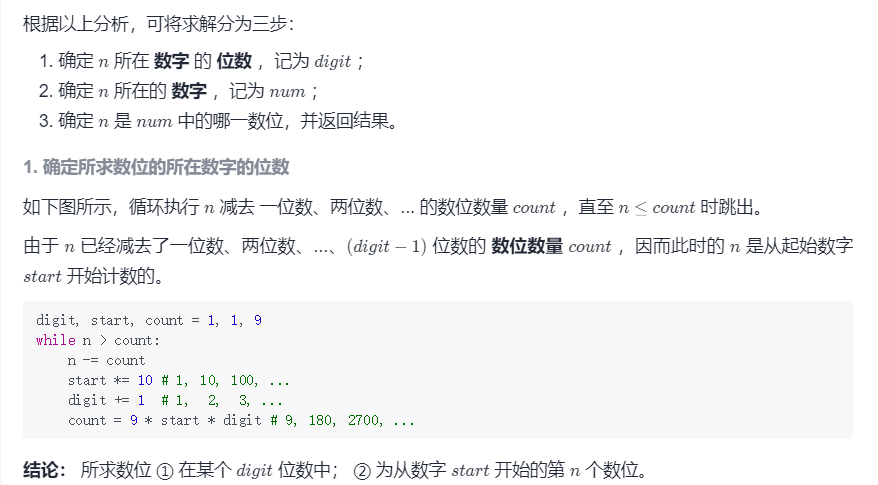 根据以上分析，可将求解分为三步：
1. 确定 n 所在 数字 的 位数 ，记为 digit ；
2. 确定 n 所在的 数字 ，记为 num ；
3. 确定 n 是 num 中的哪一数位，并返回结果。
1. 确定所求数位的所在数字的位数
如下图所示，循环执行 n 减去 一位数、两位数、... 的数位数量 count ，直至 n ≤ count 时跳出。
由于 n 已经减去了一位数、两位数、...、(digit − 1) 位数的 数位数量 count ，因而此时的 n 是从起始数字
start 开始计数的。
digit, start, count = 1, 1, 9
while n > count:
    n -= count
    start *= 10 # 1, 10, 100, ...
    digit += 1  # 1,  2,  3, ...
    count = 9 * start * digit # 9, 180, 2700, ...
结论： 所求数位 ① 在某个 digit 位数中； ② 为从数字 start 开始的第 n 个数位。